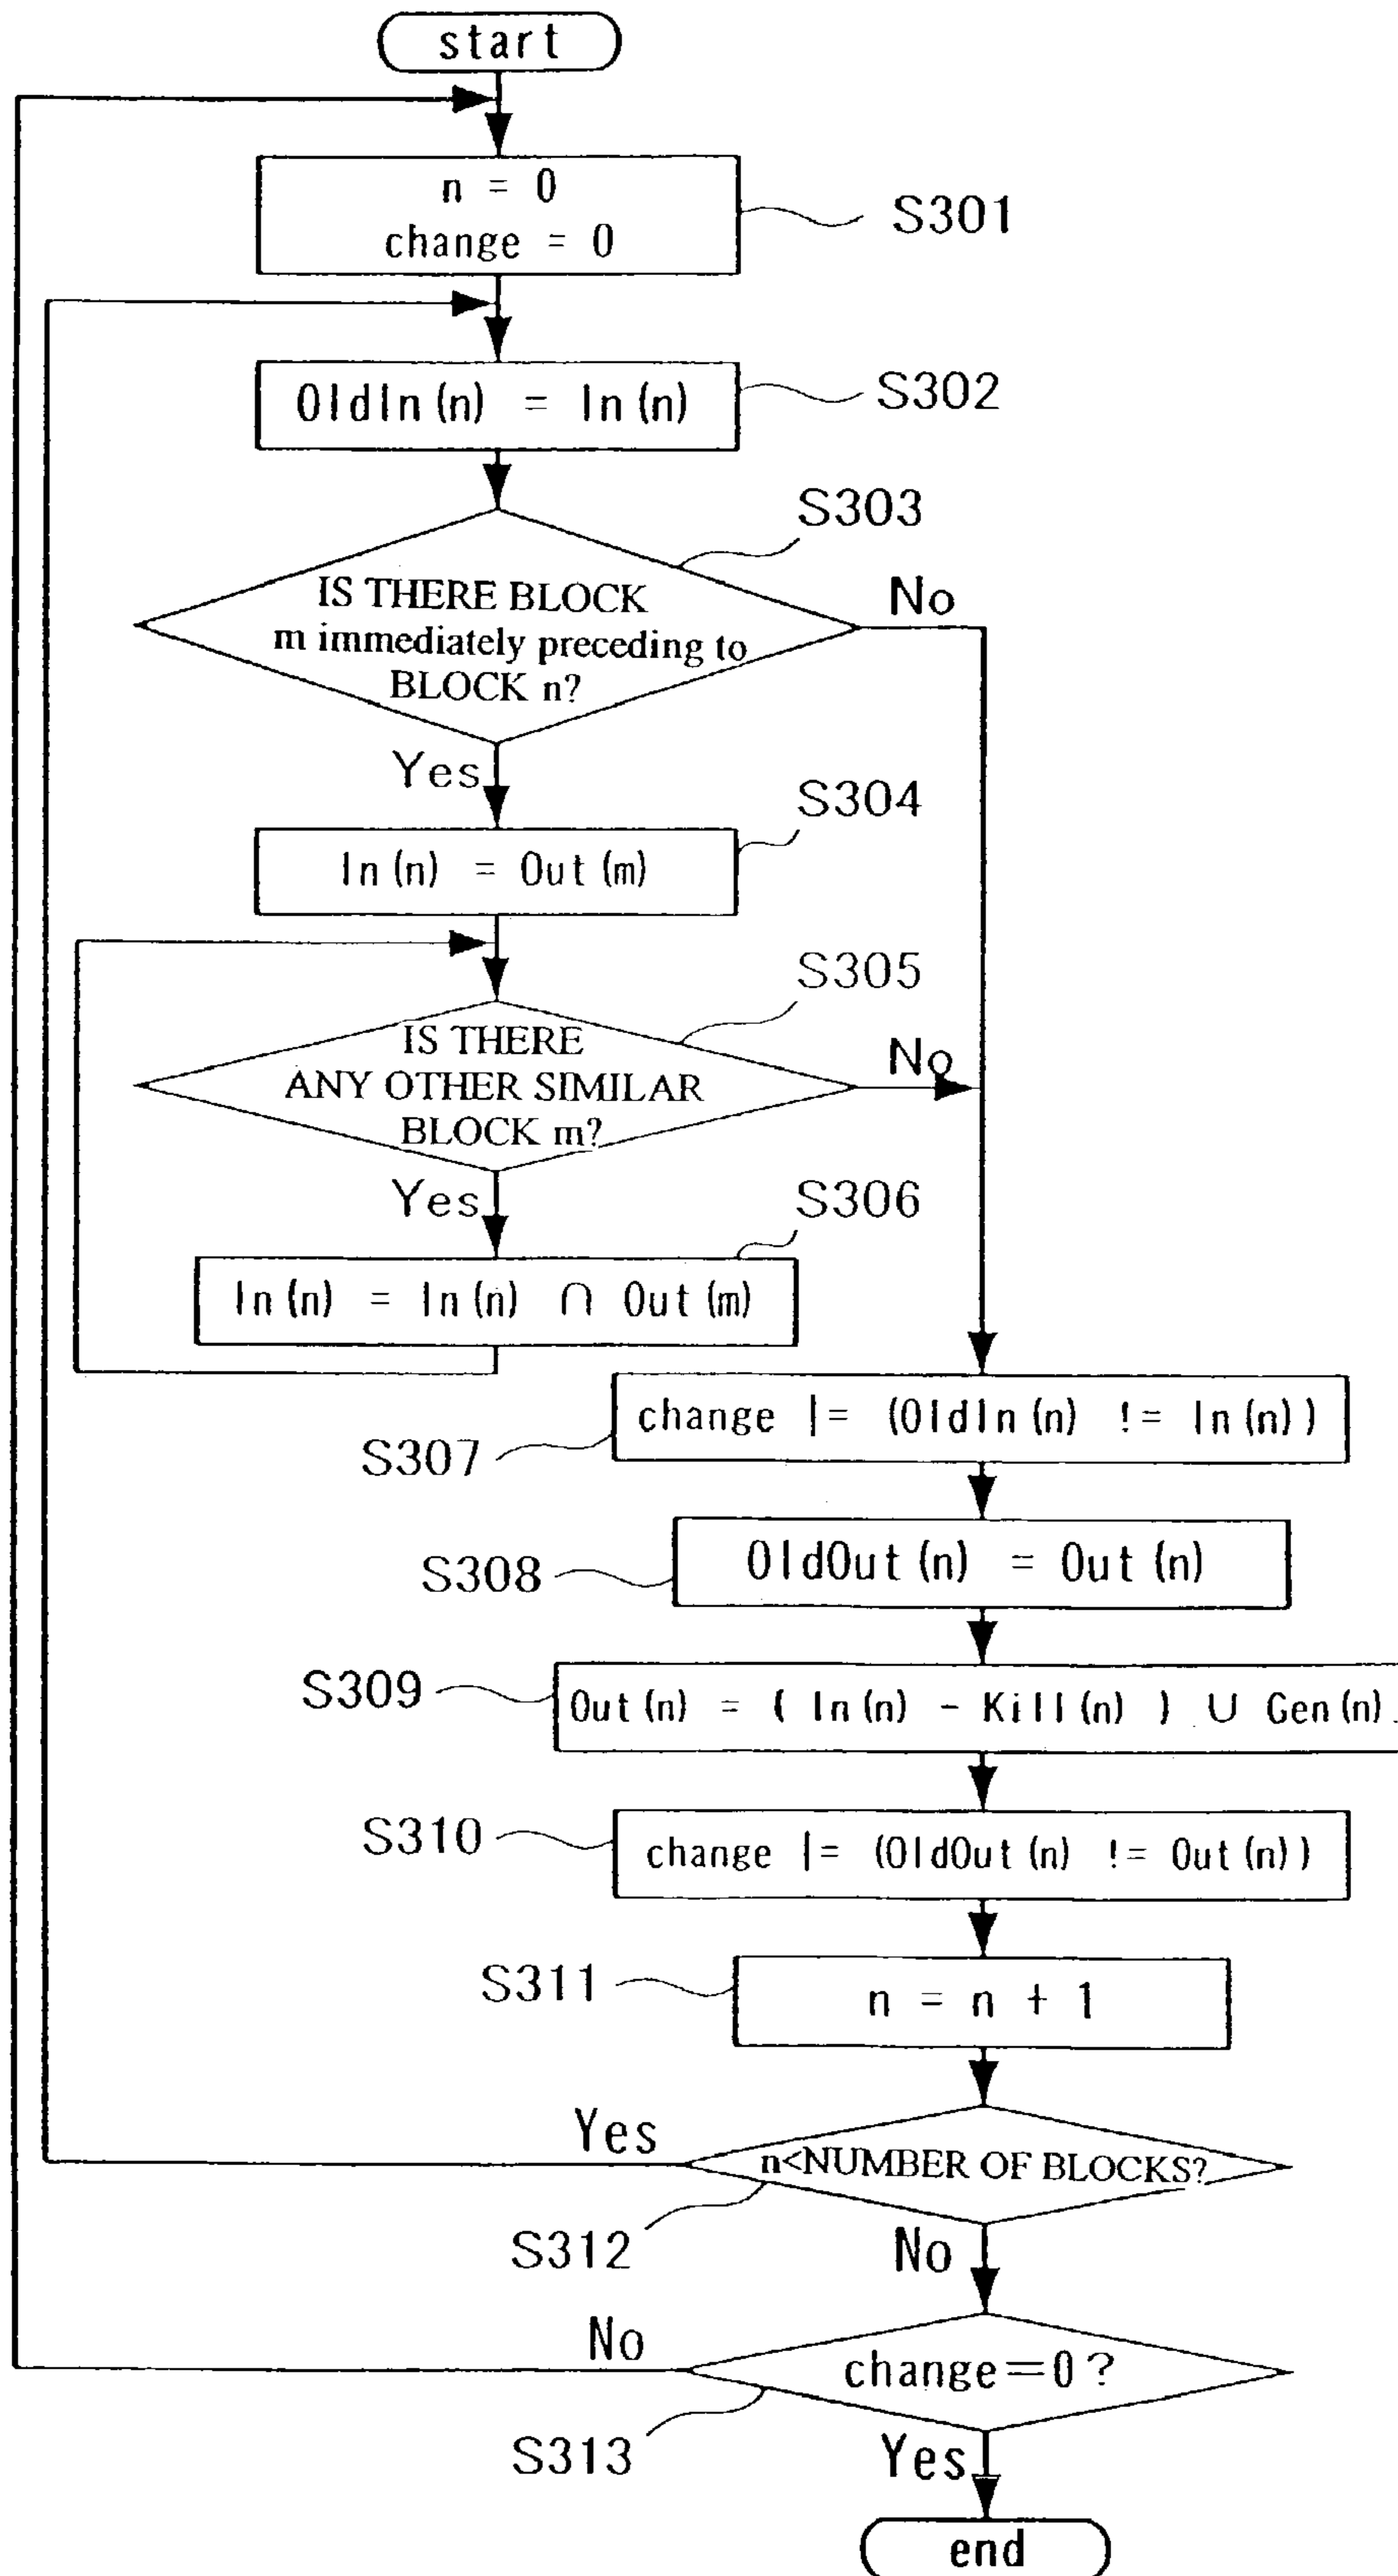 start
n = 0
change = 0
S301
OldIn(n) = In(n)
S302
S303
IS THERE BLOCK
m immediately preceding to
BLOCK n?
No
Yes
S304
In(n) = Out(m)
S305
IS THERE
ANY OTHER SIMILAR
BLOCK m?
No
Yes
S306
In(n) = In(n) ∩ Out(m)
change |= (OldIn(n) != In(n))
S307
OldOut(n) = Out(n)
S308
S309
Out(n) = ( In(n) - Kill(n) ) ∪ Gen(n)
S310
change |= (OldOut(n) != Out(n))
S311
n = n + 1
Yes
n<NUMBER OF BLOCKS?
S312
No
No
change=0?
S313
Yes
end